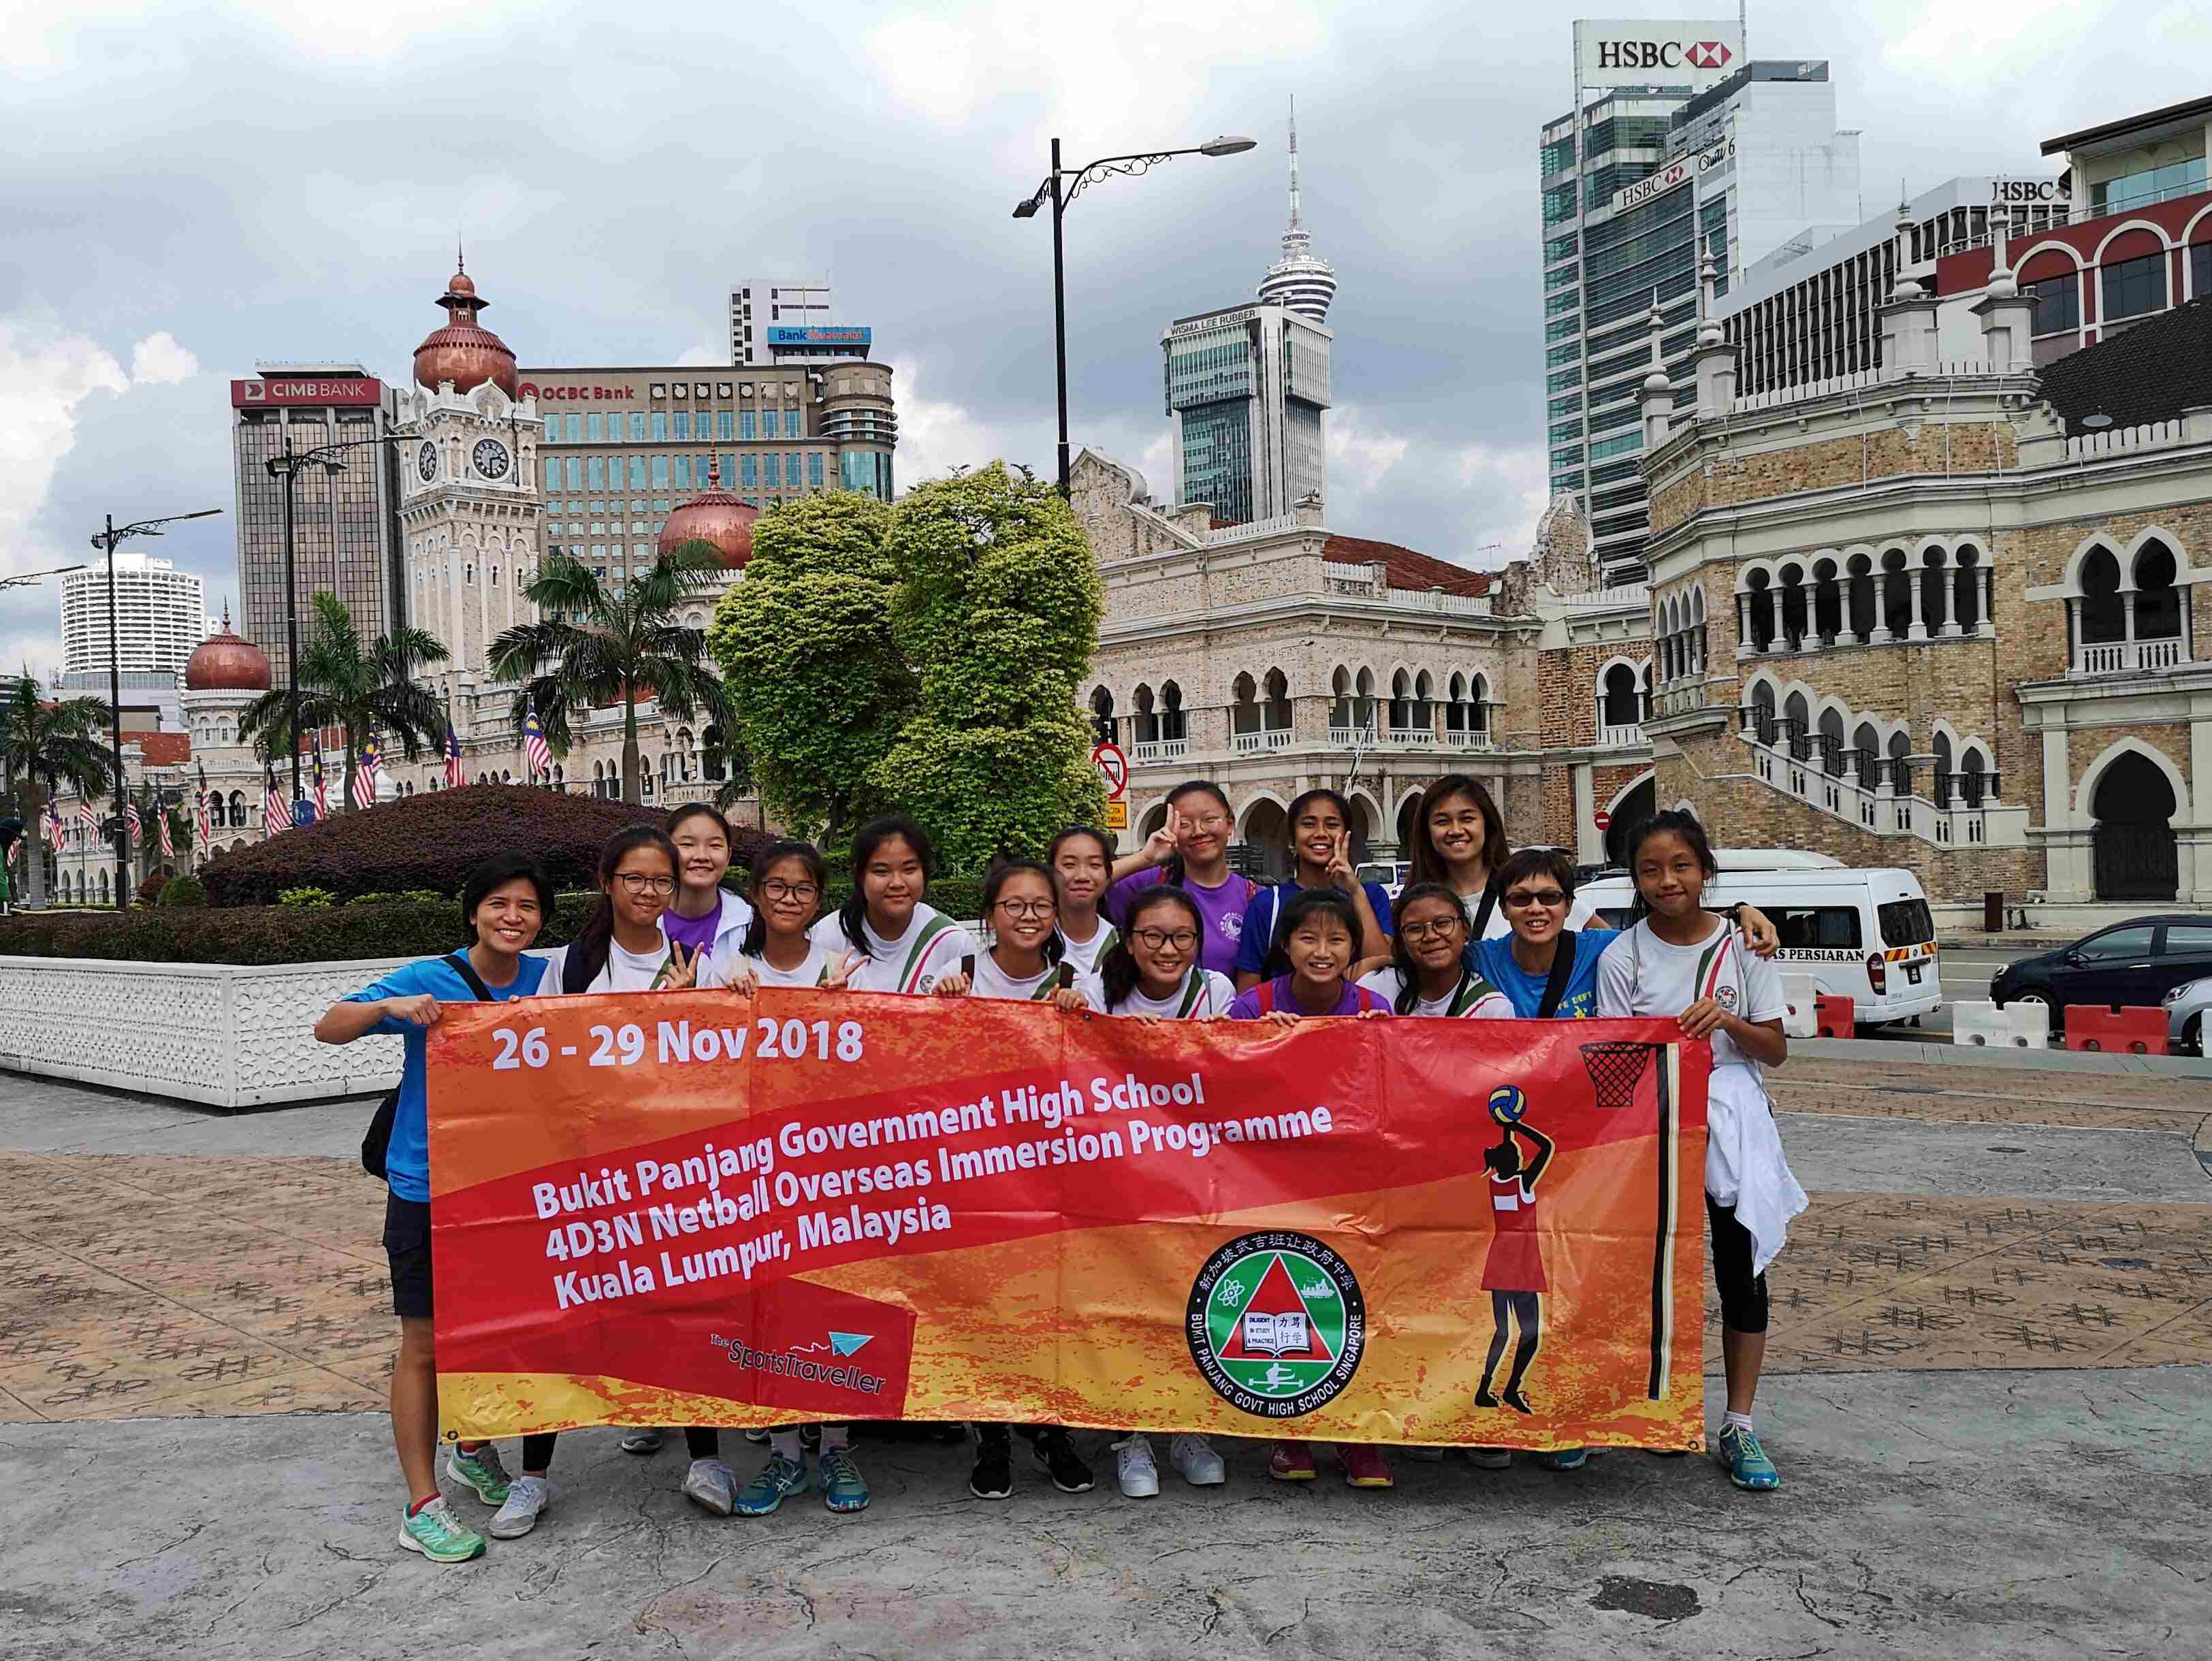 HSBC
HSBC
HSBC
WISMA LEE RUBBER
Bank Muamalat
CIMB BANK
OCBC Bank
AS PERSIARAN
26 - 29 Nov 2018
Bukit Panjang Government High School
4D3N Netball Overseas Immersion Programme
Kuala Lumpur, Malaysia
The SportsTraveller
新加坡武吉班让政府中学
DILIGENT
IN STUDY
& PRACTICE
力篤
行学
BUKIT PANJANG GOVT HIGH SCHOOL SINGAPORE